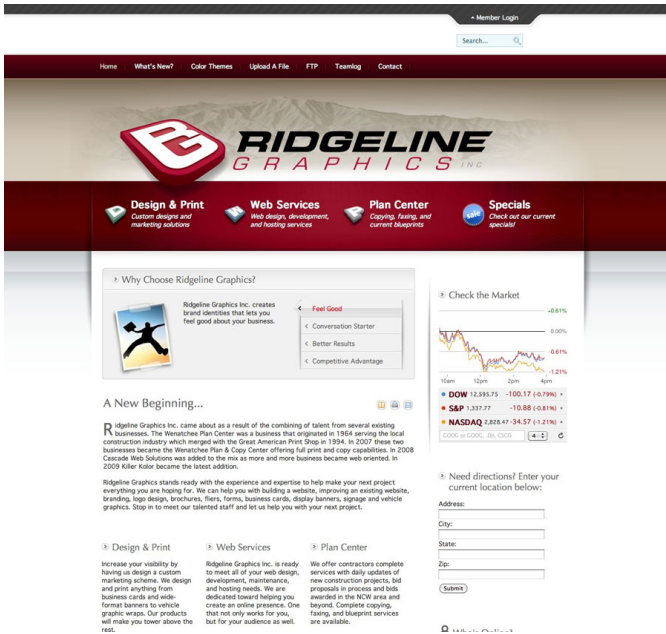 Member Login
Search...
Home What's New? Color Themes Upload A File FTP Teamlog Contact
RIDGELINE
GRAPHICS INC
Design & Print
Custom designs and
marketing solutions
Web Services
Web design, development,
and hosting services
Plan Center
Copying, faxing, and
current blueprints
sale
Specials
Check out our current
specials!
Why Choose Ridgeline Graphics?
Ridgeline Graphics Inc. creates
brand identities that lets you
feel good about your business.
Feel Good
Conversation Starter
Better Results
Competitive Advantage
A New Beginning...
Ridgeline Graphics Inc. came about as a result of the combining of talent from several existing
businesses. The Wenatchee Plan Center was a business that originated in 1964 serving the local
construction industry which merged with the Great American Print Shop in 1994. In 2007 these two
businesses became the Wenatchee Plan & Copy Center offering full print and copy capabilities. In 2008
Cascade Web Solutions was added to the mix as more and more business became web oriented. In
2009 Killer Kolor became the latest addition.
Ridgeline Graphics stands ready with the experience and expertise to help make your next project
everything you are hoping for. We can help you with building a website, improving an existing website,
branding, logo design, brochures, fliers, forms, business cards, display banners, signage and vehicle
graphics. Stop in to meet our talented staff and let us help you with your next project.
Design & Print
Increase your visibility by
having us design a custom
marketing scheme. We design
and print anything from
business cards and wide-
format banners to vehicle
graphic wraps. Our products
will make you tower above the
rest.
Web Services
Ridgeline Graphics Inc. is ready
to meet all of your web design,
development, maintenance,
and hosting needs. We are
dedicated toward helping you
create an online presence. One
that not only works for you,
but for your audience as well.
Plan Center
We offer contractors complete
services with daily updates of
new construction projects, bid
proposals in process and bids
awarded in the NCW area and
beyond. Complete copying,
faxing, and blueprint services
are available.
Check the Market
+0.61%
0.00%
-0.61%
-1.21%
10am 12pm 2pm 4pm
DOW 12,595.75 -100.17 (-0.79%)
S&P 1,337.77 -10.88 (-0.81%)
NASDAQ 2,828.47 -34.57 (-1.21%)
GOOG or GOOG, .DJI, CSCO 4
Need directions? Enter your
current location below:
Address:
City:
State:
Zip:
Submit
Who's Online?